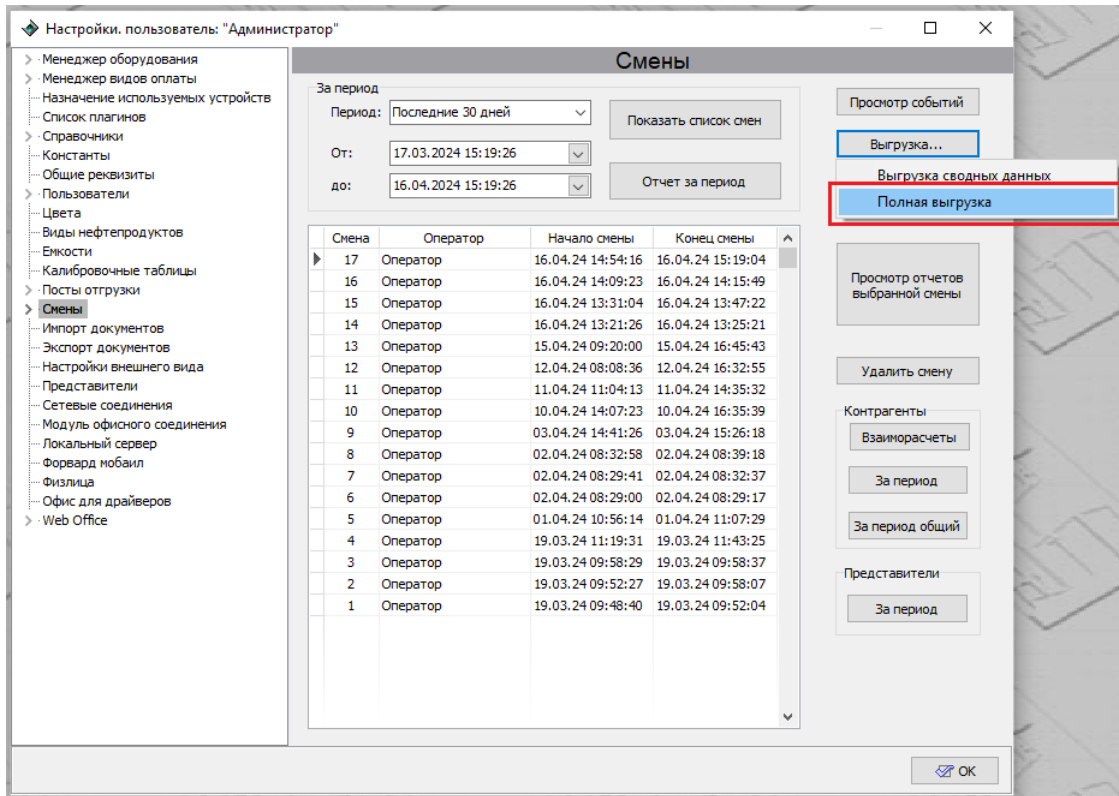 Настройки. пользователь: "Администратор"
Менеджер оборудования
Менеджер видов оплаты
Назначение используемых устройств
Список плагинов
Справочники
Константы
Общие реквизиты
Пользователи
Цвета
Виды нефтепродуктов
Емкости
Калибровочные таблицы
Посты отгрузки
Смены
Импорт документов
Экспорт документов
Настройки внешнего вида
Представители
Сетевые соединения
Модуль офисного соединения
Локальный сервер
Форвард мобаил
Физлица
Офис для драйверов
Web Office
Смены
За период
Период: Последние 30 дней
От: 17.03.2024 15:19:26
до: 16.04.2024 15:19:26
Показать список смен
Отчет за период
Смена Оператор Начало смены Конец смены
17 Оператор 16.04.24 14:54:16 16.04.24 15:19:04
16 Оператор 16.04.24 14:09:23 16.04.24 14:15:49
15 Оператор 16.04.24 13:31:04 16.04.24 13:47:22
14 Оператор 16.04.24 13:21:26 16.04.24 13:25:21
13 Оператор 15.04.24 09:20:00 15.04.24 16:45:43
12 Оператор 12.04.24 08:08:36 12.04.24 16:32:55
11 Оператор 11.04.24 11:04:13 11.04.24 14:35:32
10 Оператор 10.04.24 14:07:23 10.04.24 16:35:39
9 Оператор 03.04.24 14:41:26 03.04.24 15:26:18
8 Оператор 02.04.24 08:32:58 02.04.24 08:39:18
7 Оператор 02.04.24 08:29:41 02.04.24 08:32:37
6 Оператор 02.04.24 08:29:00 02.04.24 08:29:17
5 Оператор 01.04.24 10:56:14 01.04.24 11:07:29
4 Оператор 19.03.24 11:19:31 19.03.24 11:43:25
3 Оператор 19.03.24 09:58:29 19.03.24 09:58:37
2 Оператор 19.03.24 09:52:27 19.03.24 09:58:07
1 Оператор 19.03.24 09:48:40 19.03.24 09:52:04
Просмотр событий
Выгрузка...
Выгрузка сводных данных
Полная выгрузка
Просмотр отчетов
выбранной смены
Удалить смену
Контрагенты
Взаиморасчеты
За период
За период общий
Представители
За период
OK